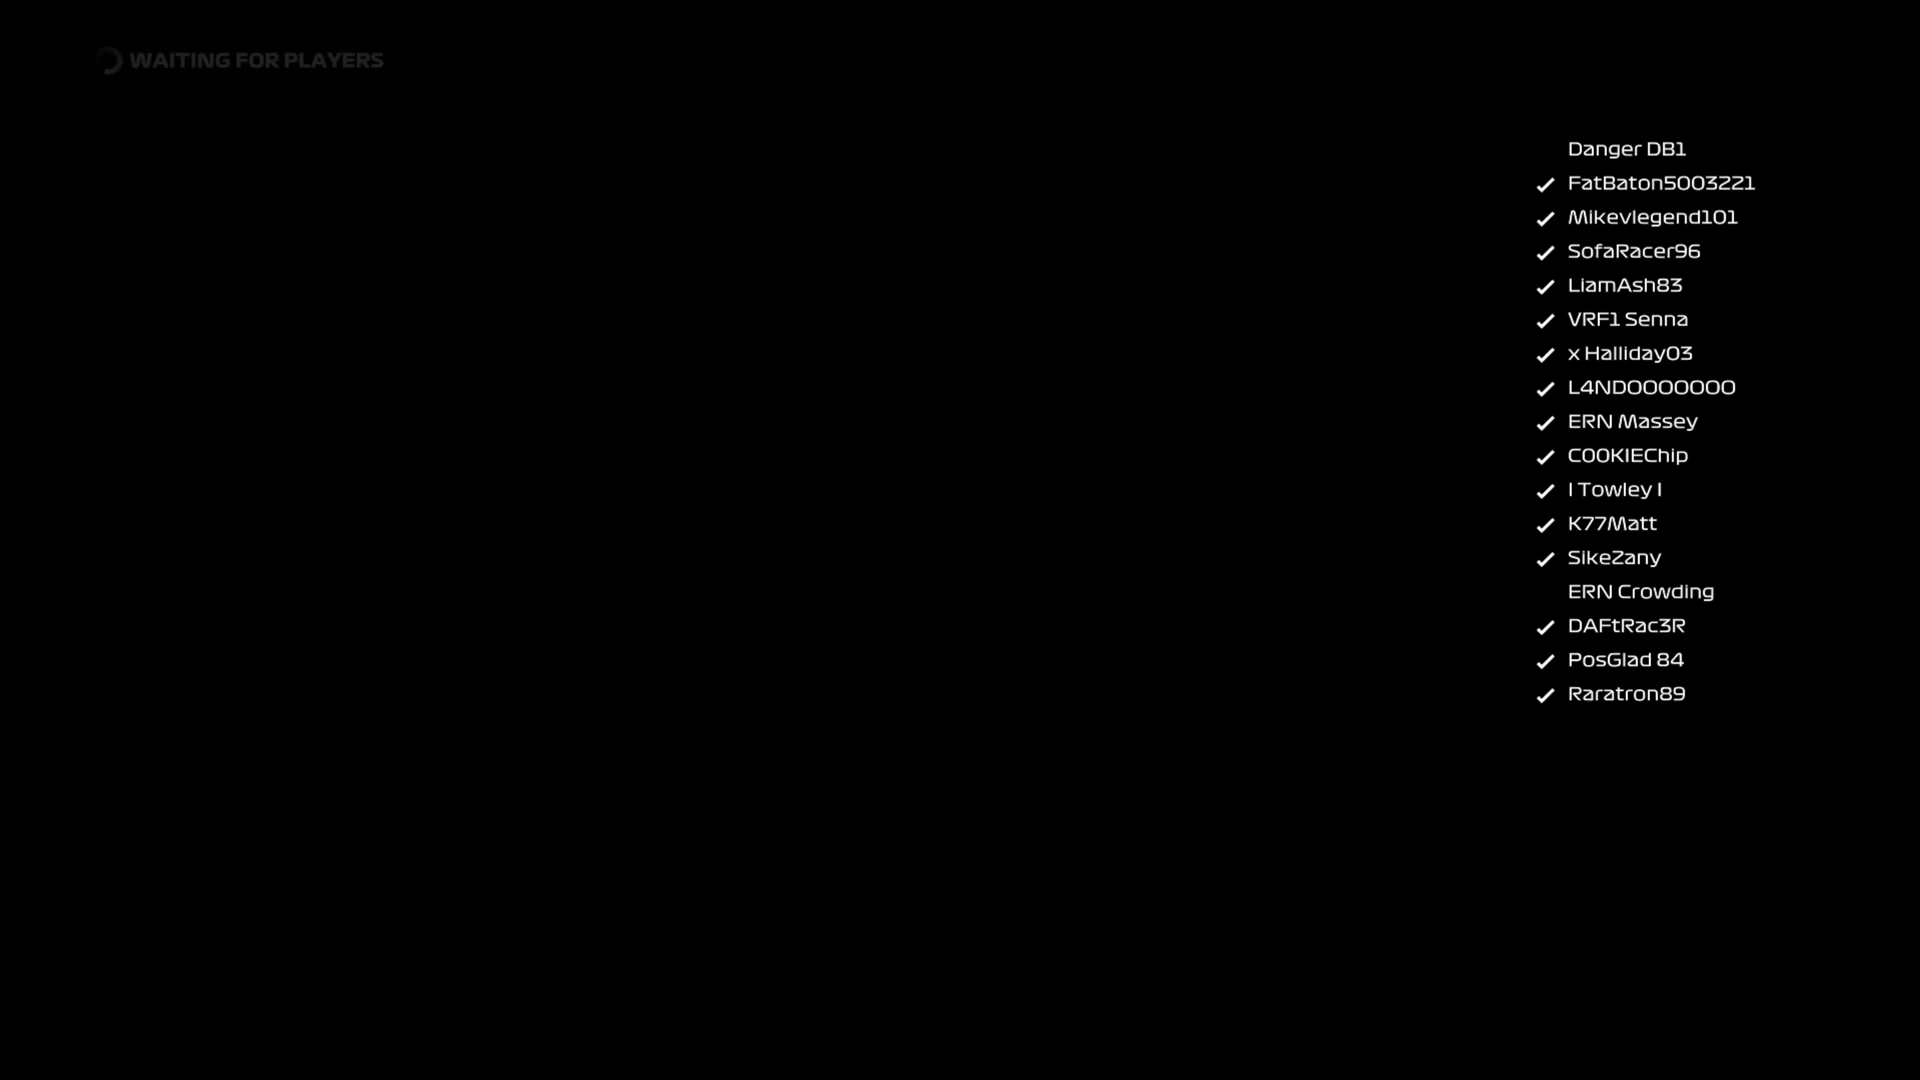 WAITING FOR PLAYERS
Danger DB1
FatBaton5003221
Mikevlegend101
SofaRacer96
LiamAsh83
VRF1 Senna
x Halliday03
L4NDO000000
ERN Massey
COOKIEChip
I Towley I
K77Matt
SikeZany
ERN Crowding
DAFtRac3R
PosGlad 84
Raratron89